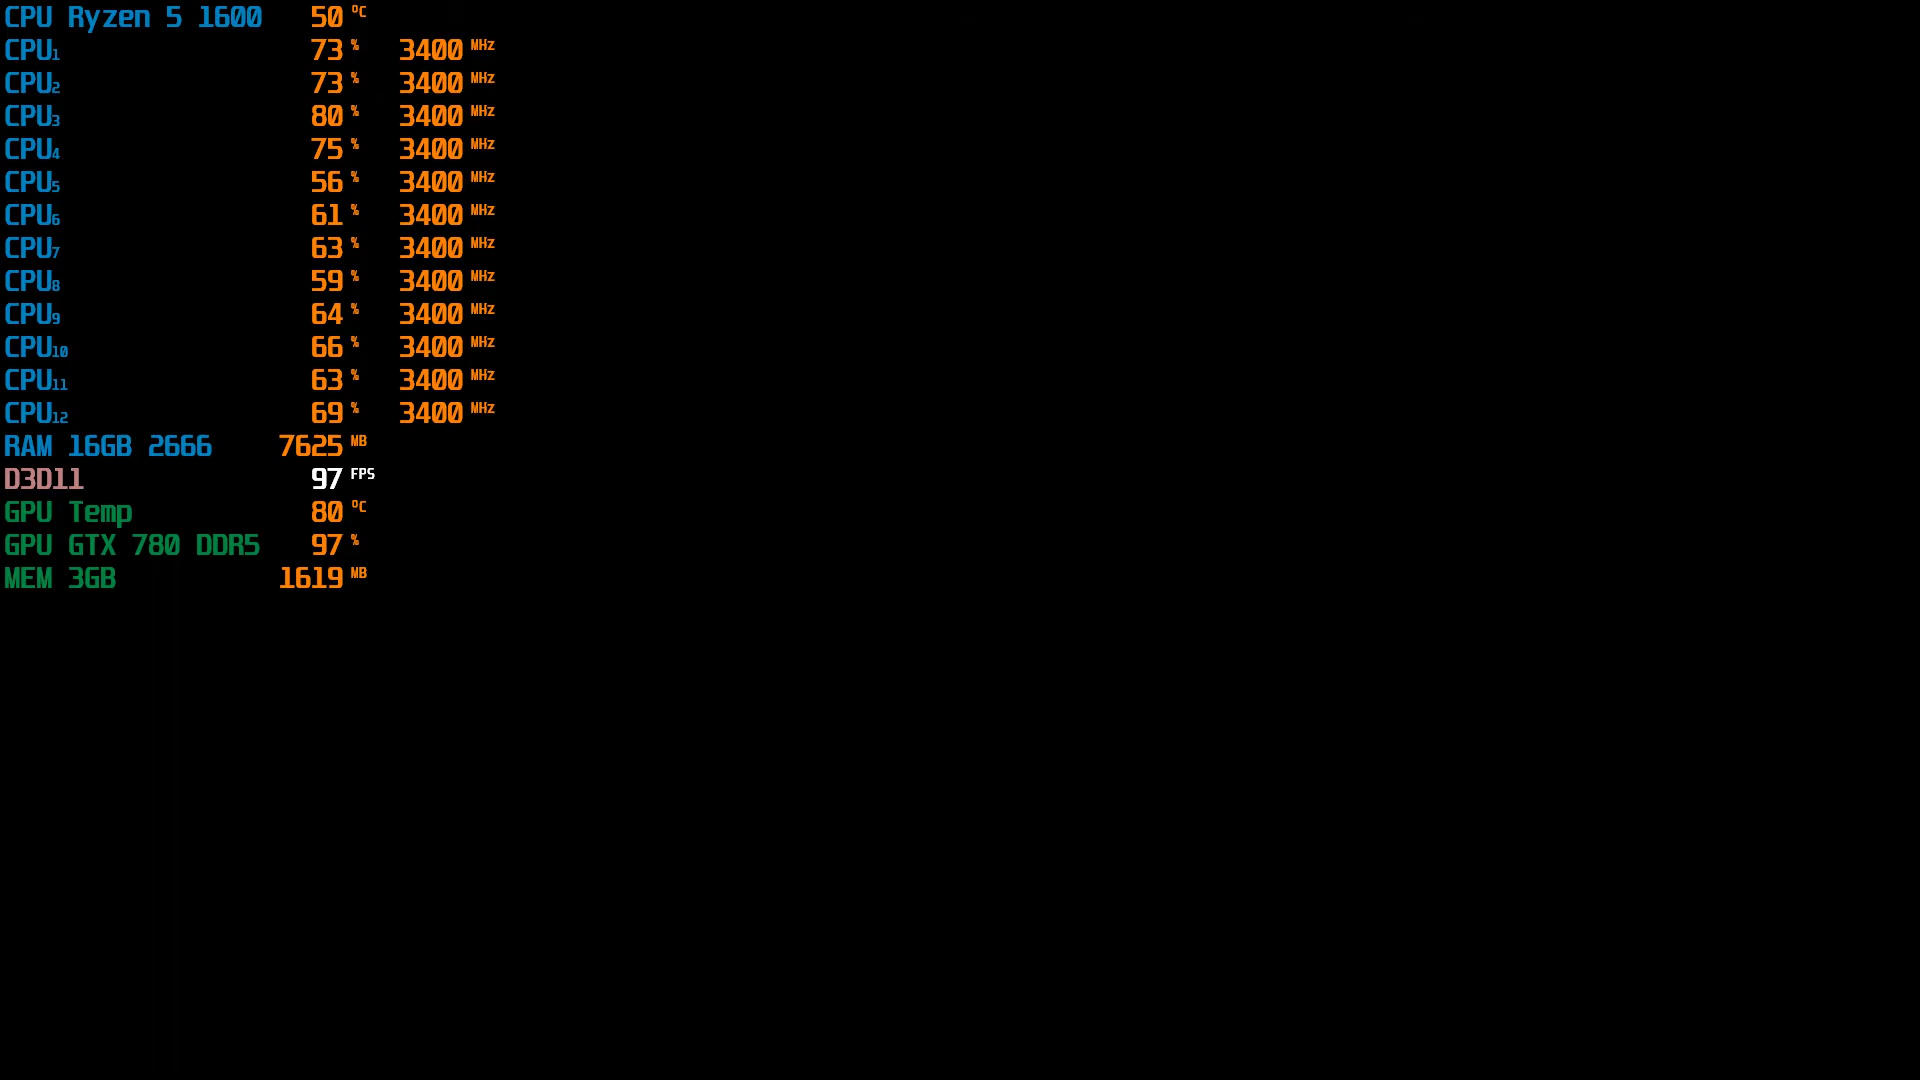 CPU Ryzen 5 1600 50 °C
CPU1 73 % 3400 MHz
CPU2 73 % 3400 MHz
CPU3 80 % 3400 MHz
CPU4 75 % 3400 MHz
CPU5 56 % 3400 MHz
CPU6 61 % 3400 MHz
CPU7 63 % 3400 MHz
CPU8 59 % 3400 MHz
CPU9 64 % 3400 MHz
CPU10 66 % 3400 MHz
CPU11 63 % 3400 MHz
CPU12 69 % 3400 MHz
RAM 16GB 2666 7625 MB
D3D11 97 FPS
GPU Temp 80 °C
GPU GTX 780 DDR5 97 %
MEM 3GB 1619 MB